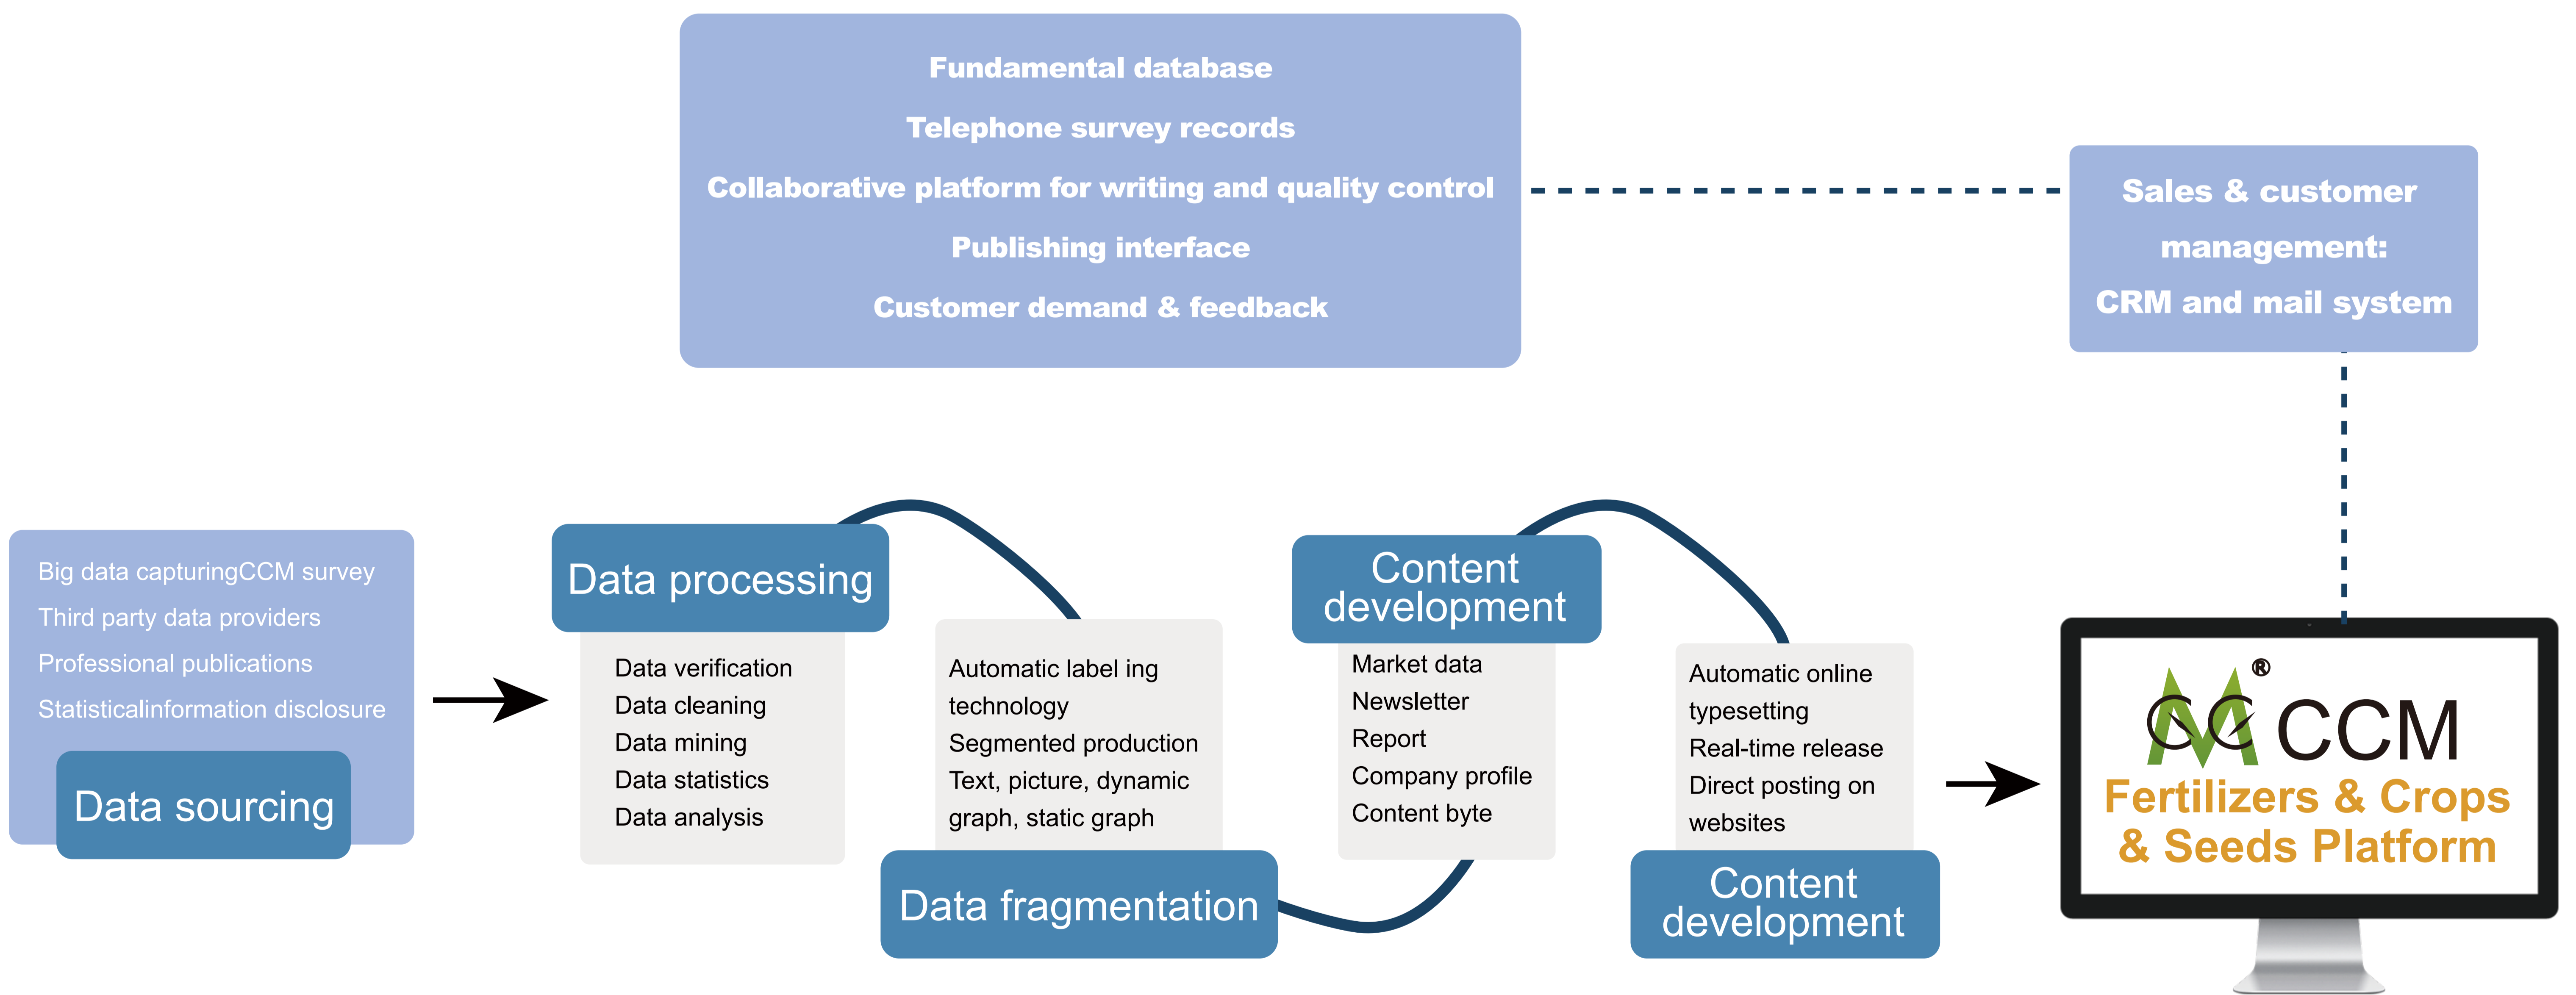 Fundamental database
Telephone survey records
Collaborative platform for writing and quality control
Publishing interface
Customer demand & feedback
Sales & customer
management:
CRM and mail system
Big data capturingCCM survey
Third party data providers
Professional publications
Statisticalinformation disclosure
Data sourcing
Data processing
Data verification
Data cleaning
Data mining
Data statistics
Data analysis
Automatic label ing
technology
Segmented production
Text, picture, dynamic
graph, static graph
Data fragmentation
Content
development
Market data
Newsletter
Report
Company profile
Content byte
Automatic online
typesetting
Real-time release
Direct posting on
websites
Content
development
® CCM
Fertilizers & Crops
& Seeds Platform